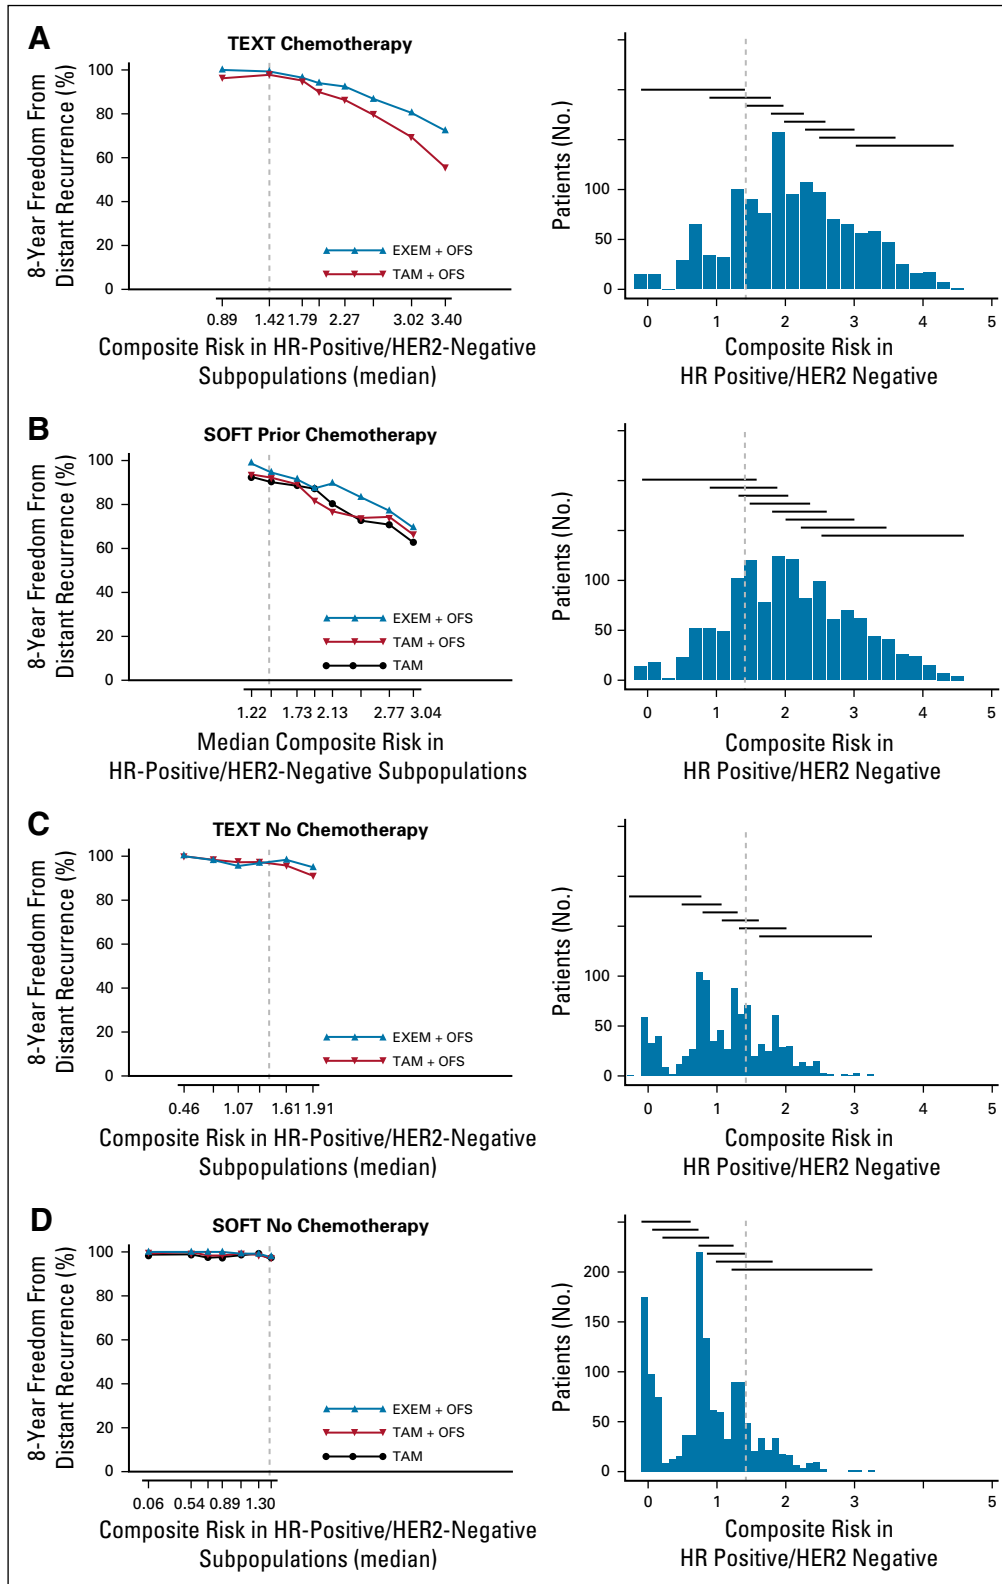 A
TEXT Chemotherapy
8-Year Freedom From
Distant Recurrence (%)
100
80
60
40
20
0
EXEM + OFS
TAM + OFS
0.89 1.42 1.79 2.27 3.02 3.40
Composite Risk in HR-Positive/HER2-Negative
Subpopulations (median)
Patients (No.)
100
50
0
0 1 2 3 4 5
Composite Risk in
HR Positive/HER2 Negative
B
SOFT Prior Chemotherapy
8-Year Freedom From
Distant Recurrence (%)
100
80
60
40
20
0
EXEM + OFS
TAM + OFS
TAM
1.22 1.73 2.13 2.77 3.04
Median Composite Risk in
HR-Positive/HER2-Negative Subpopulations
Patients (No.)
100
50
0
0 1 2 3 4 5
Composite Risk in
HR Positive/HER2 Negative
C
TEXT No Chemotherapy
8-Year Freedom From
Distant Recurrence (%)
100
80
60
40
20
0
EXEM + OFS
TAM + OFS
0.46 1.07 1.61 1.91
Composite Risk in HR-Positive/HER2-Negative
Subpopulations (median)
Patients (No.)
100
50
0
0 1 2 3 4 5
Composite Risk in
HR Positive/HER2 Negative
D
SOFT No Chemotherapy
8-Year Freedom From
Distant Recurrence (%)
100
80
60
40
20
0
EXEM + OFS
TAM + OFS
TAM
0.06 0.54 0.89 1.30
Composite Risk in HR-Positive/HER2-Negative
Subpopulations (median)
Patients (No.)
200
150
100
50
0
0 1 2 3 4 5
Composite Risk in
HR Positive/HER2 Negative